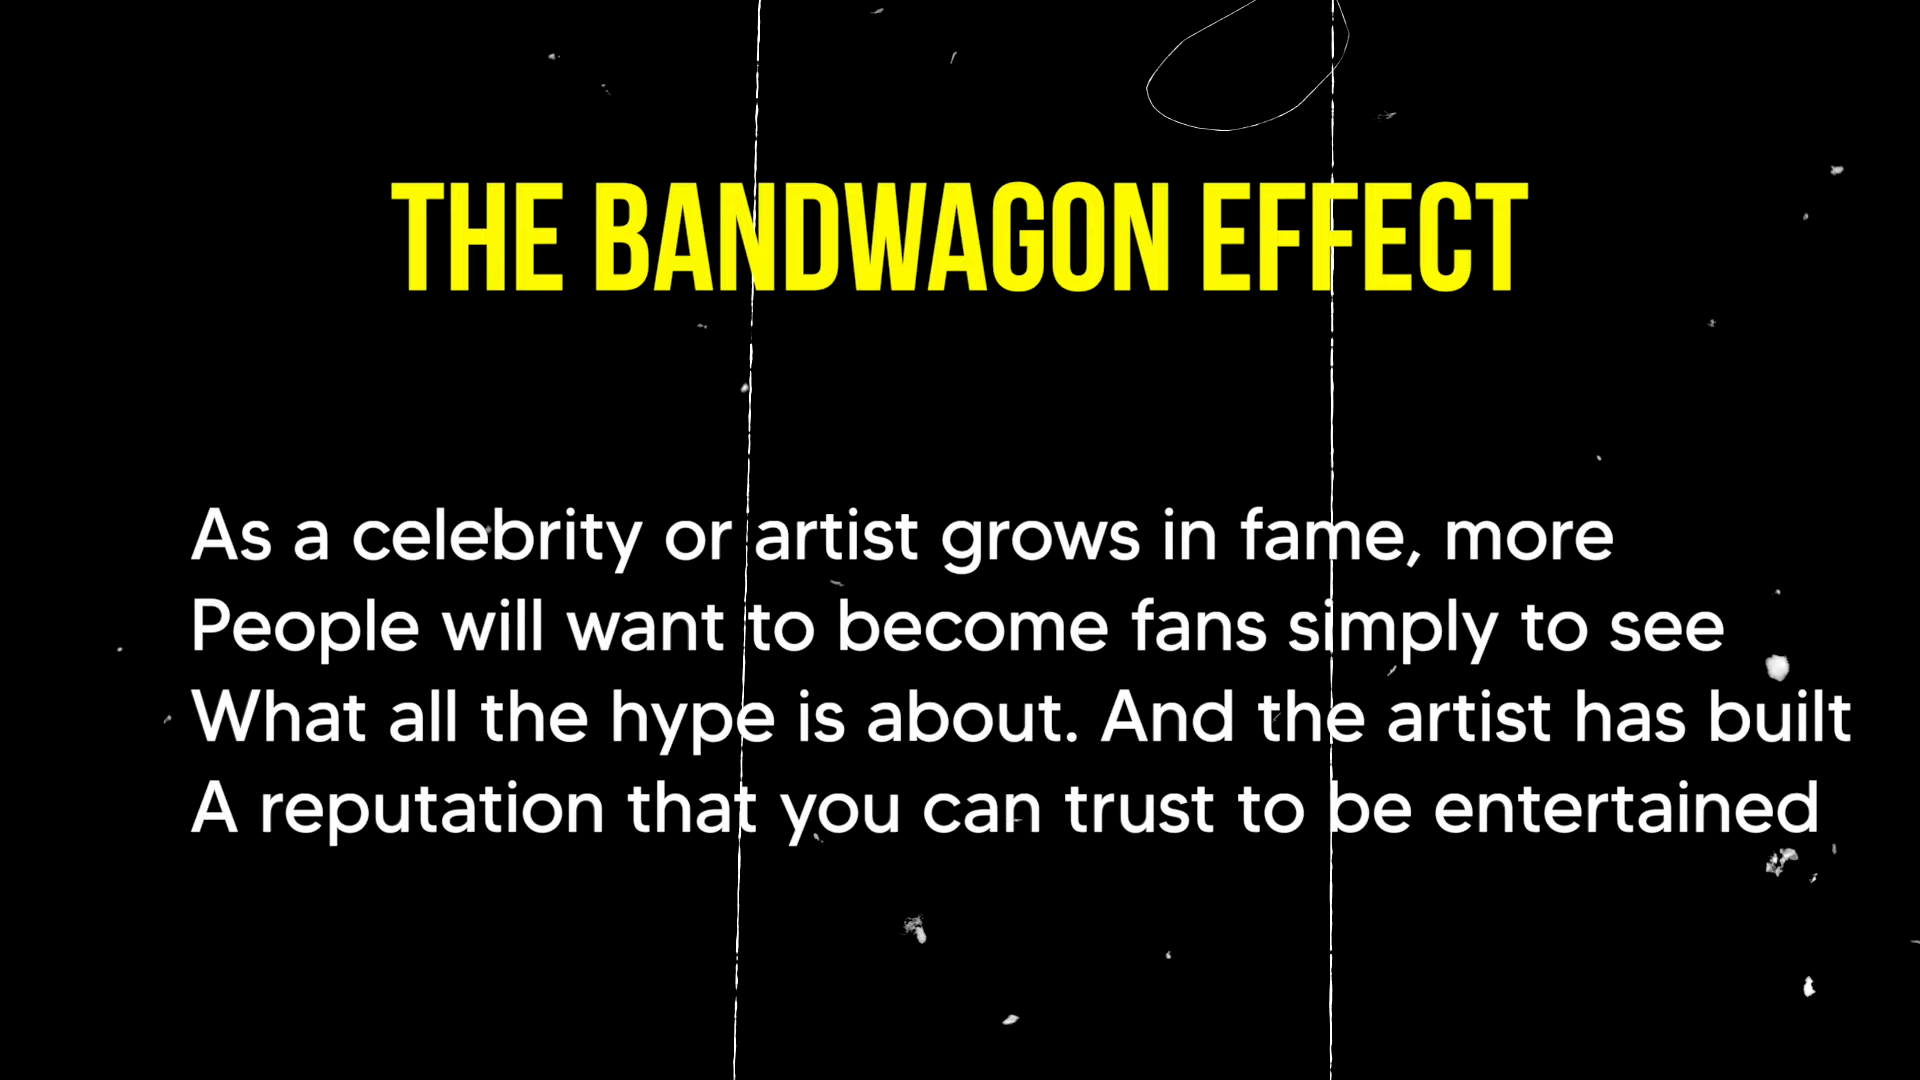 THE BANDWAGON EFFECT
As a celebrity or artist grows in fame, more
People will want to become fans simply to see
What all the hype is about. And the artist has built
A reputation that you can trust to be entertained